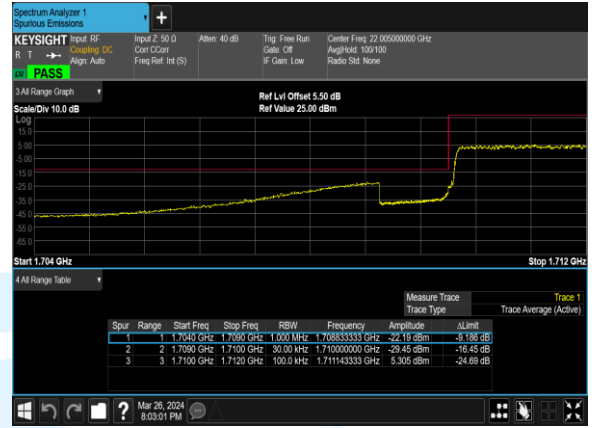 Spectrum Analyzer 1
Spurious Emissions
KEYSIGHT Input: RF Input Z: 50 Ω Atten: 40 dB Trig: Free Run Center Freq: 22.005000000 GHz
R T Coupling: DC Corr CCorr Gate: Off Avg|Hold: 100/100
Align: Auto Freq Ref: Int (S) IF Gain: Low Radio Std: None
PASS
3 All Range Graph
Ref Lvl Offset 5.50 dB
Scale/Div 10.0 dB Ref Value 25.00 dBm
Log
15.0
5.00
-5.00
-15.0
-25.0
-35.0
-45.0
-55.0
-65.0
Start 1.704 GHz Stop 1.712 GHz
4 All Range Table
Measure Trace Trace 1
Trace Type Trace Average (Active)
Spur Range Start Freq Stop Freq RBW Frequency Amplitude ΔLimit
1 1 1.7040 GHz 1.7090 GHz 1.000 MHz 1.708833333 GHz -22.19 dBm -9.186 dB
2 2 1.7090 GHz 1.7100 GHz 30.00 kHz 1.710000000 GHz -29.45 dBm -16.45 dB
3 3 1.7100 GHz 1.7120 GHz 100.0 kHz 1.711143333 GHz 5.305 dBm -24.69 dB
? Mar 26, 2024
8:03:01 PM